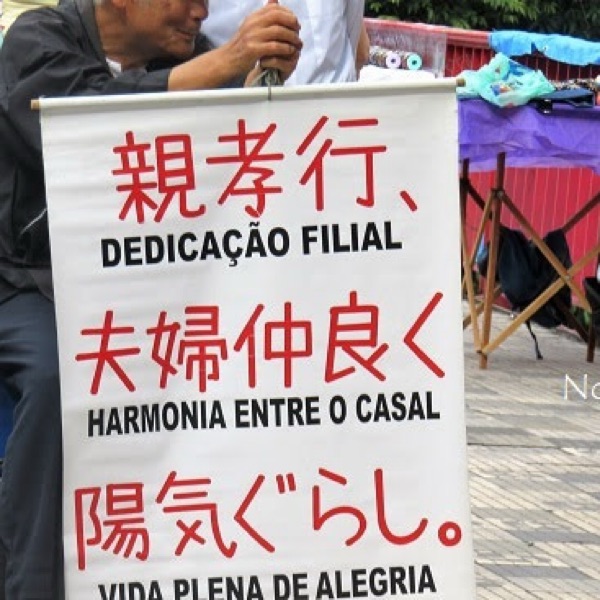 親孝行、
DEDICAÇÃO FILIAL
夫婦仲良く
HARMONIA ENTRE O CASAL
陽気ぐらし。
VIDA PLENA DE ALEGRIA
No